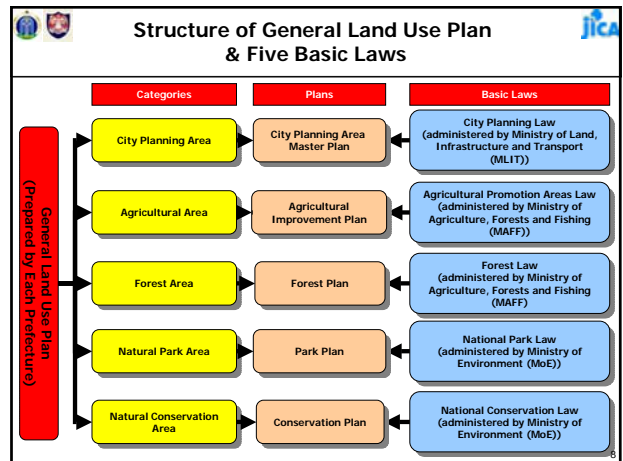 Structure of General Land Use Plan
& Five Basic Laws
jICA
Categories
Plans
Basic Laws
General Land Use Plan
(Prepared by Each Prefecture)
City Planning Area
City Planning Area
Master Plan
City Planning Law
(administered by Ministry of Land,
Infrastructure and Transport
(MLIT))
Agricultural Area
Agricultural
Improvement Plan
Agricultural Promotion Areas Law
(administered by Ministry of
Agriculture, Forests and Fishing
(MAFF))
Forest Area
Forest Plan
Forest Law
(administered by Ministry of
Agriculture, Forests and Fishing
(MAFF)
Natural Park Area
Park Plan
National Park Law
(administered by Ministry of
Environment (MoE))
Natural Conservation
Area
Conservation Plan
National Conservation Law
(administered by Ministry of
Environment (MoE))
8